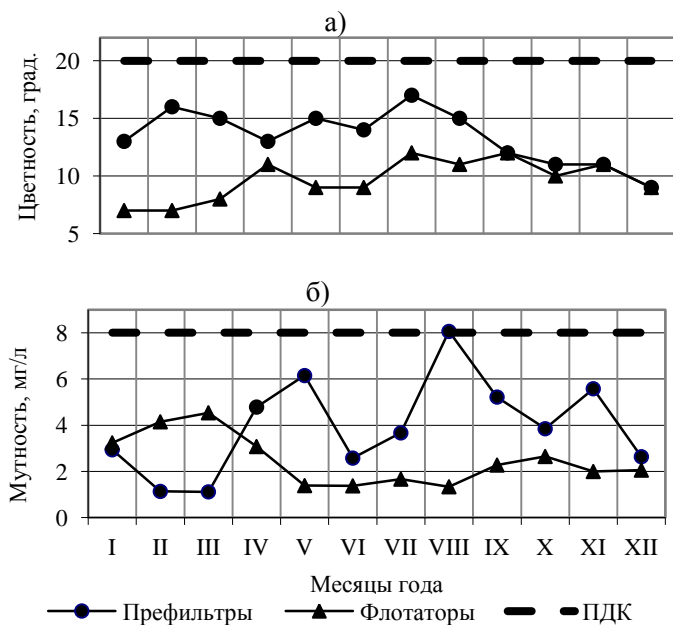 а)
Цветность, град.
20
15
10
5
б)
Мутность, мг/л
8
6
4
2
0
I II III IV V VI VII VIII IX X XI XII
Месяцы года
Префильтры Флотаторы ПДК